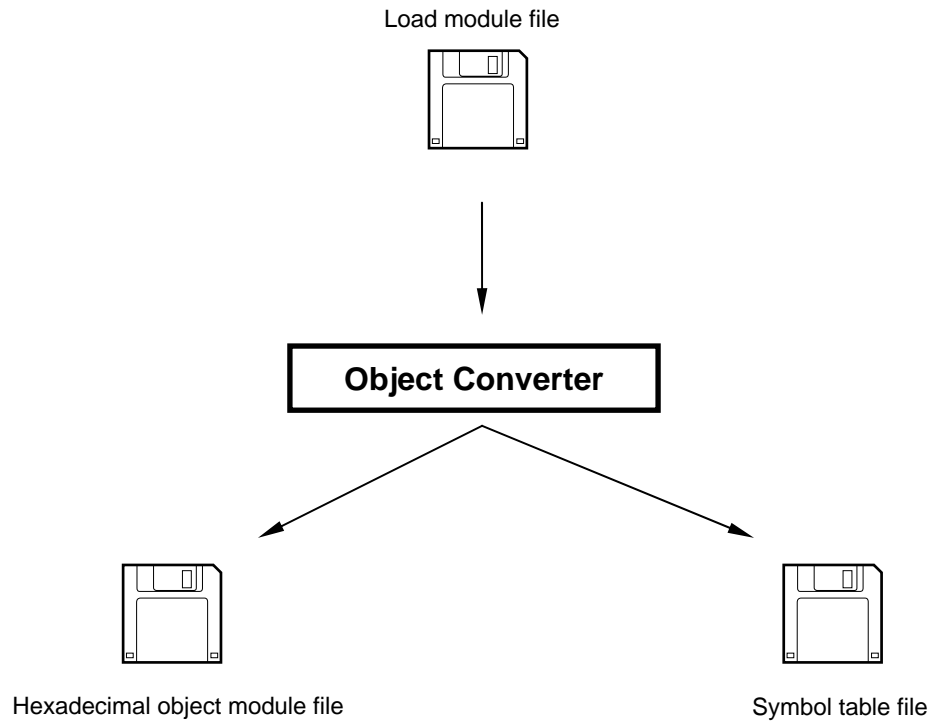 Load module file
Object Converter
Hexadecimal object module file
Symbol table file